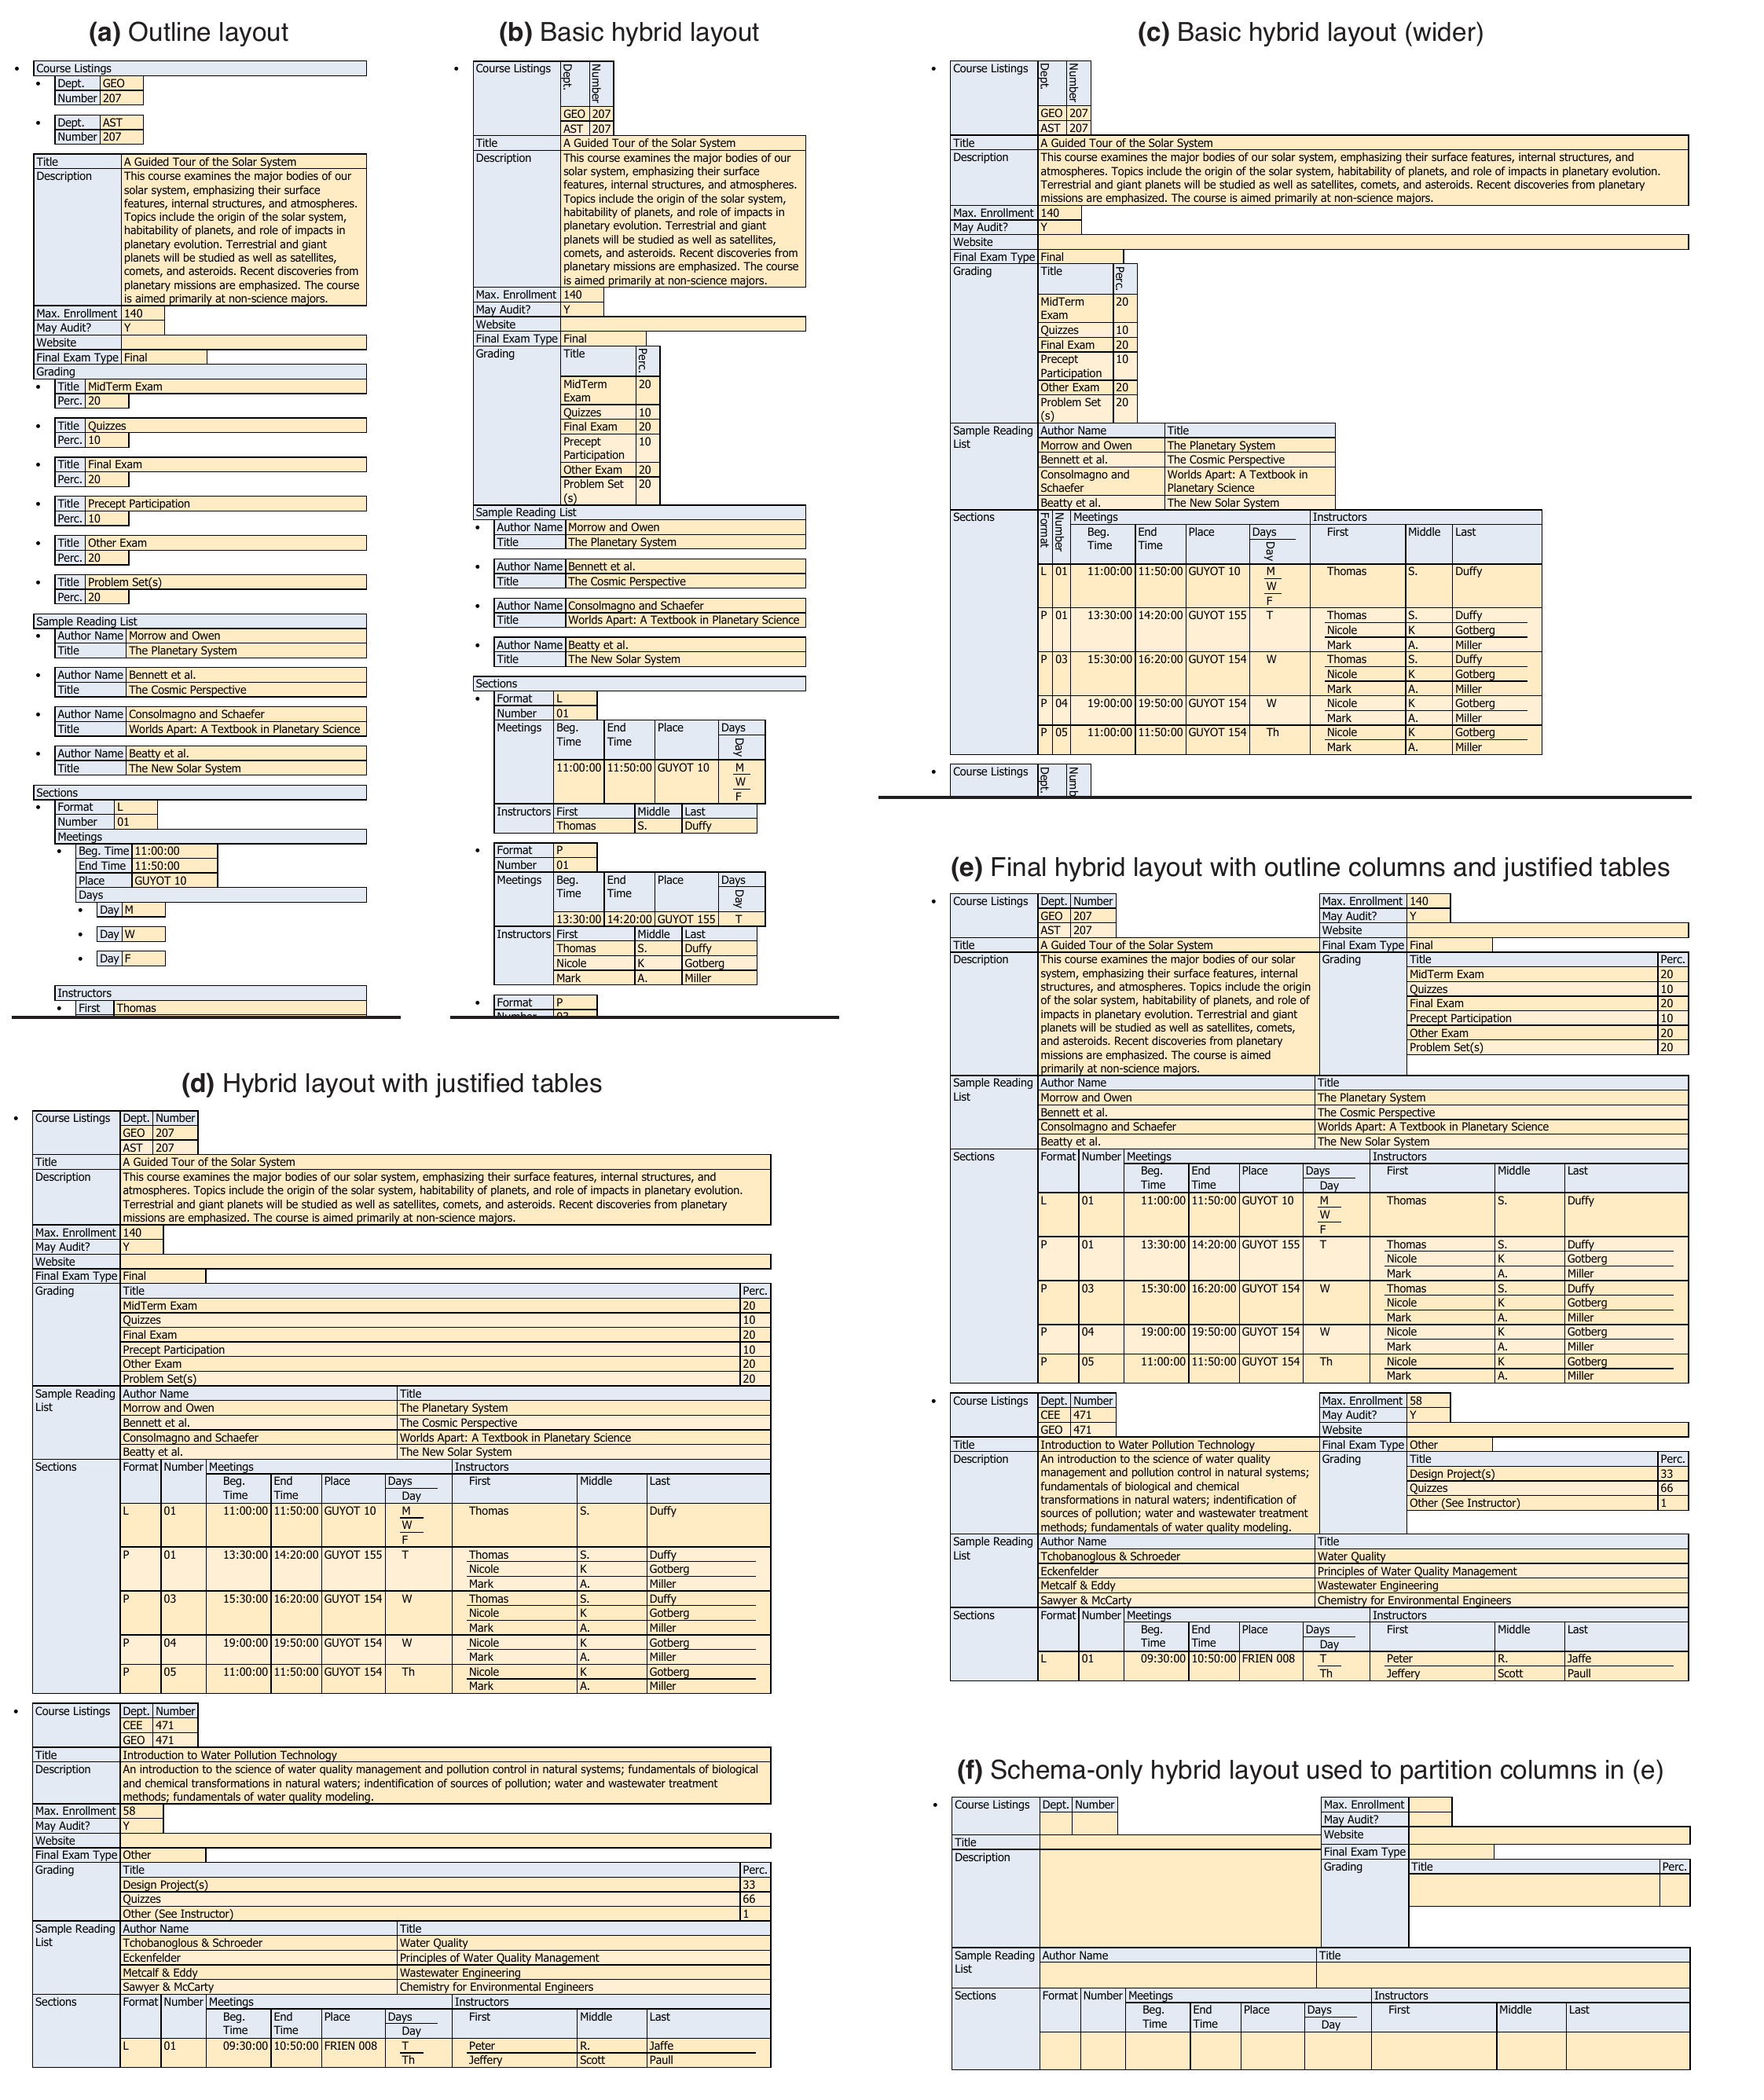 (a) Outline layout
• Course Listings
• Dept. GEO
Number 207
• Dept. AST
Number 207
Title A Guided Tour of the Solar System
Description This course examines the major bodies of our
solar system, emphasizing their surface
features, internal structures, and atmospheres.
Topics include the origin of the solar system,
habitability of planets, and role of impacts in
planetary evolution. Terrestrial and giant
planets will be studied as well as satellites,
comets, and asteroids. Recent discoveries from
planetary missions are emphasized. The course
is aimed primarily at non-science majors.
Max. Enrollment 140
May Audit? Y
Website
Final Exam Type Final
Grading
• Title MidTerm Exam
Perc. 20
• Title Quizzes
Perc. 10
• Title Final Exam
Perc. 20
• Title Precept Participation
Perc. 10
• Title Other Exam
Perc. 20
• Title Problem Set(s)
Perc. 20
Sample Reading List
• Author Name Morrow and Owen
Title The Planetary System
• Author Name Bennett et al.
Title The Cosmic Perspective
• Author Name Consolmagno and Schaefer
Title Worlds Apart: A Textbook in Planetary Science
• Author Name Beatty et al.
Title The New Solar System
Sections
• Format L
Number 01
Meetings
• Beg. Time 11:00:00
End Time 11:50:00
Place GUYOT 10
Days
• Day M
• Day W
• Day F
Instructors
• First Thomas
(b) Basic hybrid layout
• Course Listings Dept. Number
GEO 207
AST 207
Title A Guided Tour of the Solar System
Description This course examines the major bodies of our
solar system, emphasizing their surface
features, internal structures, and atmospheres.
Topics include the origin of the solar system,
habitability of planets, and role of impacts in
planetary evolution. Terrestrial and giant
planets will be studied as well as satellites,
comets, and asteroids. Recent discoveries from
planetary missions are emphasized. The course
is aimed primarily at non-science majors.
Max. Enrollment 140
May Audit? Y
Website
Final Exam Type Final
Grading Title Perc.
MidTerm 20
Exam
Quizzes 10
Final Exam 20
Precept 10
Participation
Other Exam 20
Problem Set 20
(s)
Sample Reading List
• Author Name Morrow and Owen
Title The Planetary System
• Author Name Bennett et al.
Title The Cosmic Perspective
• Author Name Consolmagno and Schaefer
Title Worlds Apart: A Textbook in Planetary Science
• Author Name Beatty et al.
Title The New Solar System
Sections
• Format L
Number 01
Meetings Beg. End Place Days
Time Time Day
11:00:00 11:50:00 GUYOT 10 M
W
F
Instructors First Middle Last
Thomas S. Duffy
• Format P
Number 01
Meetings Beg. End Place Days
Time Time Day
13:30:00 14:20:00 GUYOT 155 T
Instructors First Middle Last
Thomas S. Duffy
Nicole K Gotberg
Mark A. Miller
• Format P
Number 03
(c) Basic hybrid layout (wider)
• Course Listings Dept. Number
GEO 207
AST 207
Title A Guided Tour of the Solar System
Description This course examines the major bodies of our solar system, emphasizing their surface features, internal structures, and
atmospheres. Topics include the origin of the solar system, habitability of planets, and role of impacts in planetary evolution.
Terrestrial and giant planets will be studied as well as satellites, comets, and asteroids. Recent discoveries from planetary
missions are emphasized. The course is aimed primarily at non-science majors.
Max. Enrollment 140
May Audit? Y
Website
Final Exam Type Final
Grading Title Perc.
MidTerm 20
Exam
Quizzes 10
Final Exam 20
Precept 10
Participation
Other Exam 20
Problem Set 20
(s)
Sample Reading Author Name Title
List Morrow and Owen The Planetary System
Bennett et al. The Cosmic Perspective
Consolmagno and Worlds Apart: A Textbook in
Schaefer Planetary Science
Beatty et al. The New Solar System
Sections Format Number Meetings Instructors
Beg. End Place Days First Middle Last
Time Time Day
L 01 11:00:00 11:50:00 GUYOT 10 M Thomas S. Duffy
W
F
P 01 13:30:00 14:20:00 GUYOT 155 T Thomas S. Duffy
Nicole K Gotberg
Mark A. Miller
P 03 15:30:00 16:20:00 GUYOT 154 W Thomas S. Duffy
Nicole K Gotberg
Mark A. Miller
P 04 19:00:00 19:50:00 GUYOT 154 W Nicole K Gotberg
Mark A. Miller
P 05 11:00:00 11:50:00 GUYOT 154 Th Nicole K Gotberg
Mark A. Miller
• Course Listings Dept. Numb
(d) Hybrid layout with justified tables
• Course Listings Dept. Number
GEO 207
AST 207
Title A Guided Tour of the Solar System
Description This course examines the major bodies of our solar system, emphasizing their surface features, internal structures, and
atmospheres. Topics include the origin of the solar system, habitability of planets, and role of impacts in planetary evolution.
Terrestrial and giant planets will be studied as well as satellites, comets, and asteroids. Recent discoveries from planetary
missions are emphasized. The course is aimed primarily at non-science majors.
Max. Enrollment 140
May Audit? Y
Website
Final Exam Type Final
Grading Title Perc.
MidTerm Exam 20
Quizzes 10
Final Exam 20
Precept Participation 10
Other Exam 20
Problem Set(s) 20
Sample Reading Author Name Title
List Morrow and Owen The Planetary System
Bennett et al. The Cosmic Perspective
Consolmagno and Schaefer Worlds Apart: A Textbook in Planetary Science
Beatty et al. The New Solar System
Sections Format Number Meetings Instructors
Beg. End Place Days First Middle Last
Time Time Day
L 01 11:00:00 11:50:00 GUYOT 10 M Thomas S. Duffy
W
F
P 01 13:30:00 14:20:00 GUYOT 155 T Thomas S. Duffy
Nicole K Gotberg
Mark A. Miller
P 03 15:30:00 16:20:00 GUYOT 154 W Thomas S. Duffy
Nicole K Gotberg
Mark A. Miller
P 04 19:00:00 19:50:00 GUYOT 154 W Nicole K Gotberg
Mark A. Miller
P 05 11:00:00 11:50:00 GUYOT 154 Th Nicole K Gotberg
Mark A. Miller
• Course Listings Dept. Number
CEE 471
GEO 471
Title Introduction to Water Pollution Technology
Description An introduction to the science of water quality management and pollution control in natural systems; fundamentals of biological
and chemical transformations in natural waters; indentification of sources of pollution; water and wastewater treatment
methods; fundamentals of water quality modeling.
Max. Enrollment 58
May Audit? Y
Website
Final Exam Type Other
Grading Title Perc.
Design Project(s) 33
Quizzes 66
Other (See Instructor) 1
Sample Reading Author Name Title
List Tchobanoglous & Schroeder Water Quality
Eckenfelder Principles of Water Quality Management
Metcalf & Eddy Wastewater Engineering
Sawyer & McCarty Chemistry for Environmental Engineers
Sections Format Number Meetings Instructors
Beg. End Place Days First Middle Last
Time Time Day
L 01 09:30:00 10:50:00 FRIEN 008 T Peter R. Jaffe
Th Jeffery Scott Paull
(e) Final hybrid layout with outline columns and justified tables
• Course Listings Dept. Number Max. Enrollment 140
GEO 207 May Audit? Y
AST 207 Website
Title A Guided Tour of the Solar System Final Exam Type Final
Description This course examines the major bodies of our solar Grading Title Perc.
system, emphasizing their surface features, internal MidTerm Exam 20
structures, and atmospheres. Topics include the origin Quizzes 10
of the solar system, habitability of planets, and role of Final Exam 20
impacts in planetary evolution. Terrestrial and giant Precept Participation 10
planets will be studied as well as satellites, comets, Other Exam 20
and asteroids. Recent discoveries from planetary Problem Set(s) 20
missions are emphasized. The course is aimed
primarily at non-science majors.
Sample Reading Author Name Title
List Morrow and Owen The Planetary System
Bennett et al. The Cosmic Perspective
Consolmagno and Schaefer Worlds Apart: A Textbook in Planetary Science
Beatty et al. The New Solar System
Sections Format Number Meetings Instructors
Beg. End Place Days First Middle Last
Time Time Day
L 01 11:00:00 11:50:00 GUYOT 10 M Thomas S. Duffy
W
F
P 01 13:30:00 14:20:00 GUYOT 155 T Thomas S. Duffy
Nicole K Gotberg
Mark A. Miller
P 03 15:30:00 16:20:00 GUYOT 154 W Thomas S. Duffy
Nicole K Gotberg
Mark A. Miller
P 04 19:00:00 19:50:00 GUYOT 154 W Nicole K Gotberg
Mark A. Miller
P 05 11:00:00 11:50:00 GUYOT 154 Th Nicole K Gotberg
Mark A. Miller
• Course Listings Dept. Number Max. Enrollment 58
CEE 471 May Audit? Y
GEO 471 Website
Title Introduction to Water Pollution Technology Final Exam Type Other
Description An introduction to the science of water quality Grading Title Perc.
management and pollution control in natural systems; Design Project(s) 33
fundamentals of biological and chemical Quizzes 66
transformations in natural waters; indentification of Other (See Instructor) 1
sources of pollution; water and wastewater treatment
methods; fundamentals of water quality modeling.
Sample Reading Author Name Title
List Tchobanoglous & Schroeder Water Quality
Eckenfelder Principles of Water Quality Management
Metcalf & Eddy Wastewater Engineering
Sawyer & McCarty Chemistry for Environmental Engineers
Sections Format Number Meetings Instructors
Beg. End Place Days First Middle Last
Time Time Day
L 01 09:30:00 10:50:00 FRIEN 008 T Peter R. Jaffe
Th Jeffery Scott Paull
(f) Schema-only hybrid layout used to partition columns in (e)
• Course Listings Dept. Number Max. Enrollment
May Audit?
Website
Title Final Exam Type
Description Grading Title Perc.
Sample Reading Author Name Title
List
Sections Format Number Meetings Instructors
Beg. End Place Days First Middle Last
Time Time Day